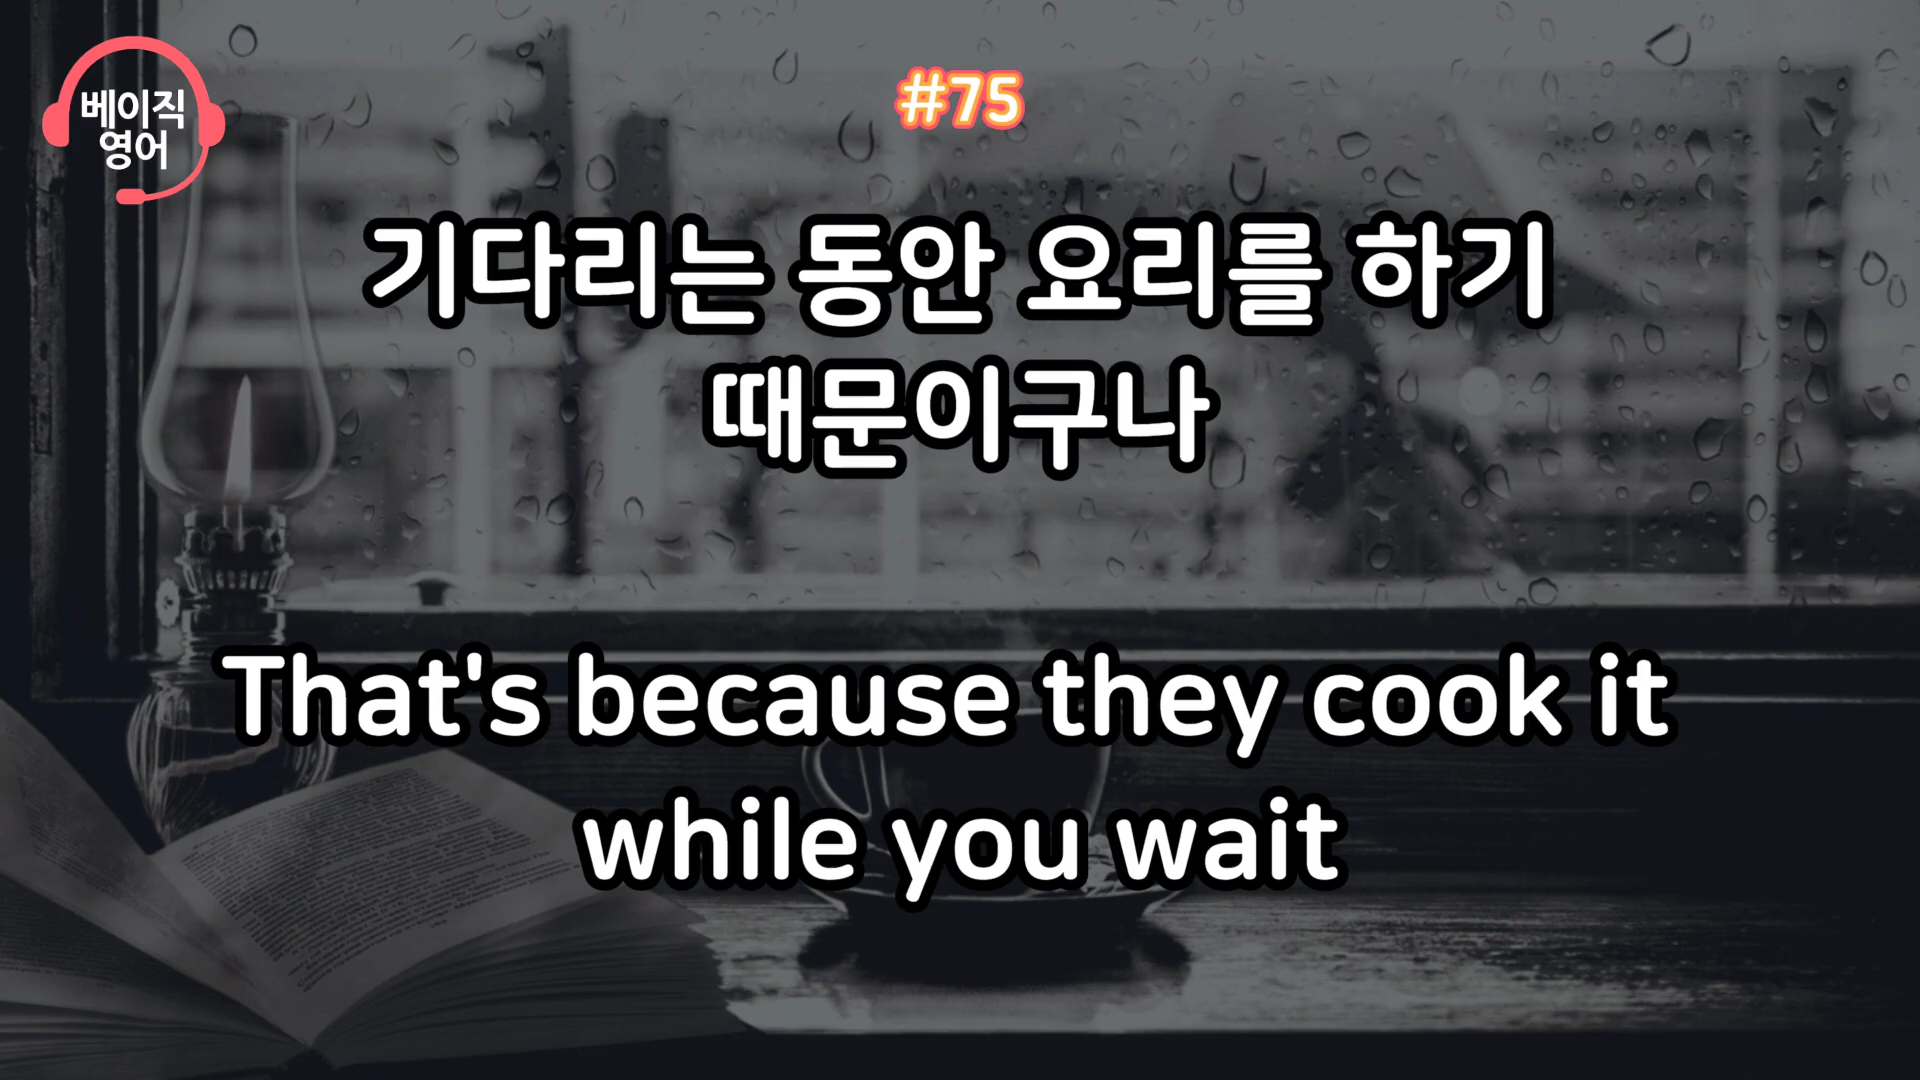 베이직
영어
#75
기다리는 동안 요리를 하기
때문이구나
That's because they cook it
while you wait